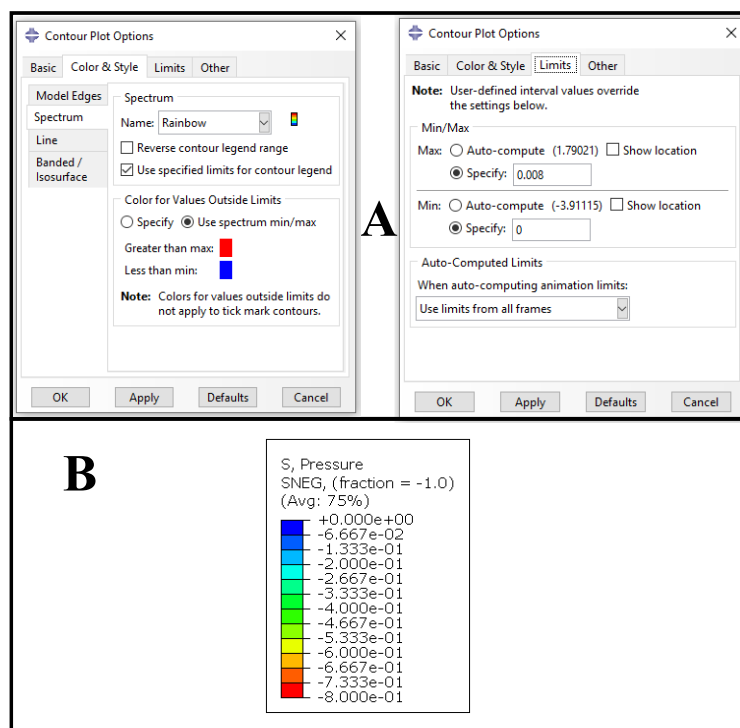 Contour Plot Options
Basic Color & Style Limits Other
Model Edges
Spectrum
Line
Banded /
Isosurface
Spectrum
Name: Rainbow
Reverse contour legend range
Use specified limits for contour legend
Color for Values Outside Limits
Specify Use spectrum min/max
Greater than max:
Less than min:
Note: Colors for values outside limits do
not apply to tick mark contours.
OK Apply Defaults Cancel
A
Contour Plot Options
Basic Color & Style Limits Other
Note: User-defined interval values override
the settings below.
Min/Max
Max: Auto-compute (1.79021) Show location
Specify: 0.008
Min: Auto-compute (-3.91115) Show location
Specify: 0
Auto-Computed Limits
When auto-computing animation limits:
Use limits from all frames
OK Apply Defaults Cancel
B
S, Pressure
SNEG, (fraction = -1.0)
(Avg: 75%)
+0.000e+00
-6.667e-02
-1.333e-01
-2.000e-01
-2.667e-01
-3.333e-01
-4.000e-01
-4.667e-01
-5.333e-01
-6.000e-01
-6.667e-01
-7.333e-01
-8.000e-01